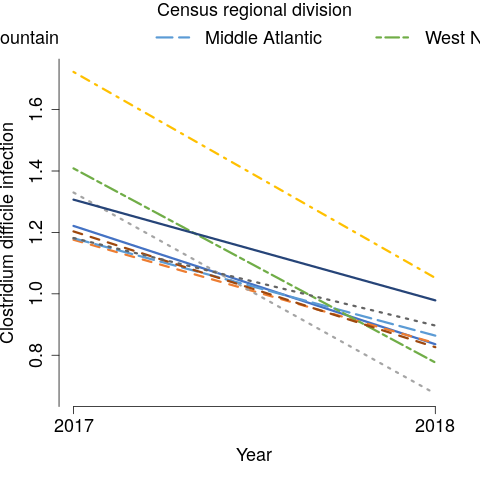 Census regional division
ountain Middle Atlantic West N
Clostridium difficile infection
1.6
1.4
1.2
1.0
0.8
2017 2018
Year